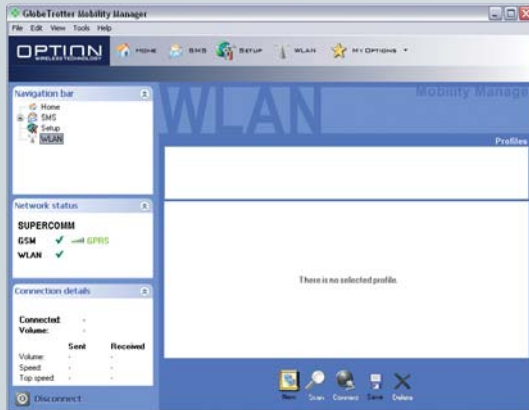 GlobeTrotter Mobility Manager
File Edit View Tools Help
OPTION
WIRELESS TECHNOLOGY
HOME
SMS
SETUP
WLAN
MY OPTIONS
Navigation bar
Home
SMS
Setup
WLAN
WLAN
Mobility Manager
Profiles
Network status
SUPERCOMM
GSM GPRS
WLAN
There is no selected profile.
Connection details
Connected: -
Volume: -
Sent Received
Volume: - -
Speed: - -
Top speed: - -
Disconnect
New Scan Connect Save Delete